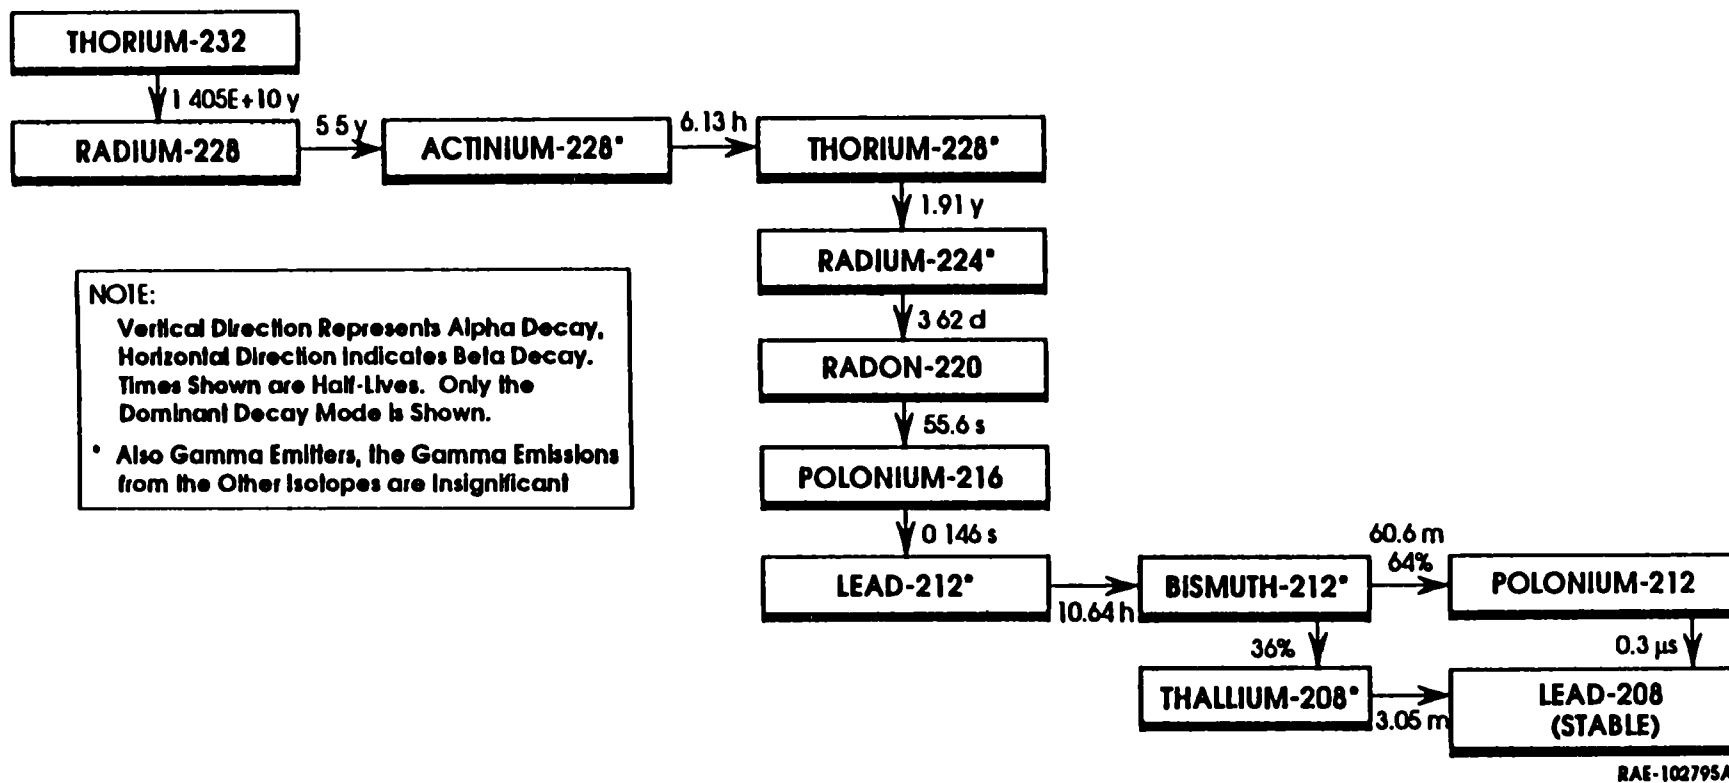 THORIUM-232
1 405E+10 y
RADIUM-228
5 5 y
ACTINIUM-228*
6.13 h
THORIUM-228*
1.91 y
RADIUM-224*
3 62 d
RADON-220
55.6 s
POLONIUM-216
0 146 s
LEAD-212*
10.64 h
BISMUTH-212*
60.6 m
64%
POLONIUM-212
36%
0.3 µs
THALLIUM-208*
3.05 m
LEAD-208
(STABLE)
NOTE:
Vertical Direction Represents Alpha Decay,
Horizontal Direction Indicates Beta Decay.
Times Shown are Half-Lives. Only the
Dominant Decay Mode is Shown.
* Also Gamma Emitters, the Gamma Emissions
from the Other Isotopes are Insignificant
RAE-102795A